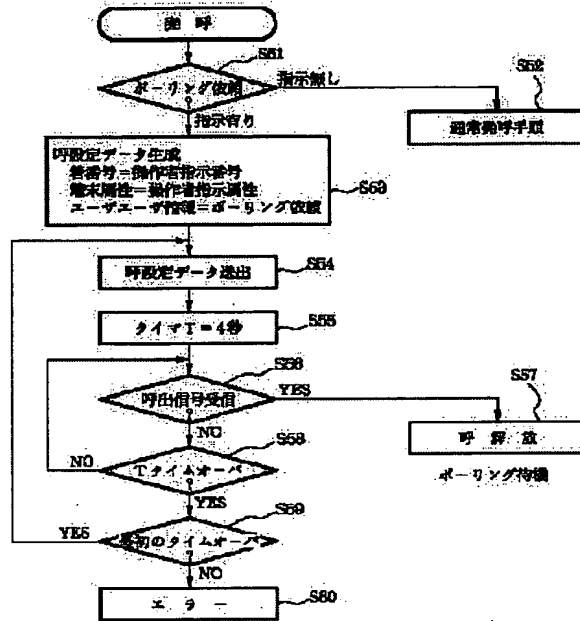 発呼
S51
ポーリング依頼
指示無し
S52
通常発呼手順
指示有り
呼設定データ生成
着番号=操作者指示番号
端末属性=操作者指示属性
ユーザユーザ情報=ポーリング依頼
S53
呼設定データ送出
S54
タイマT=4秒
S55
S56
呼出信号受信
YES
S57
呼 解 放
ポーリング待機
NO
S58
Tタイムオーバ
NO
YES
S59
最初のタイムオーバ
YES
NO
エ ラ ー
S60